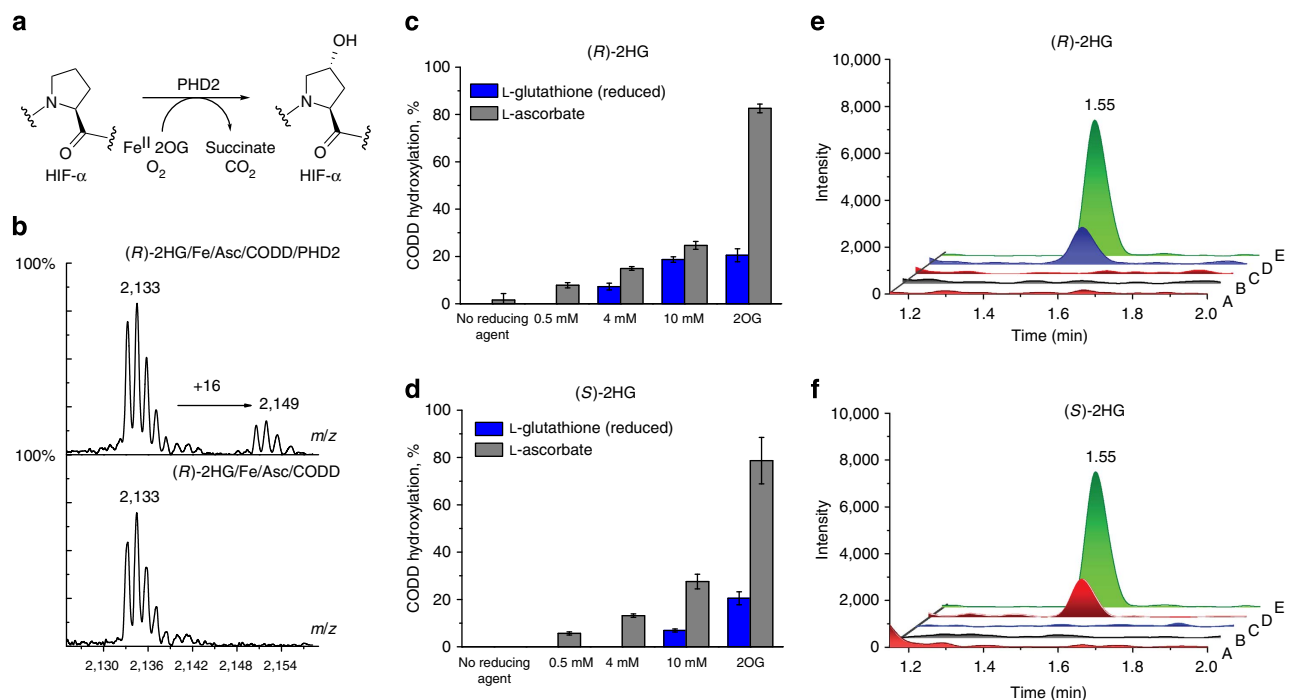 a
OH
N
PHD2
N
O
Fe^II 2OG
O2
Succinate
CO2
O
HIF-α
HIF-α
b
(R)-2HG/Fe/Asc/CODD/PHD2
100%
2,133
+16
2,149
m/z
100%
(R)-2HG/Fe/Asc/CODD
2,133
m/z
2,130 2,136 2,142 2,148 2,154
c
(R)-2HG
L-glutathione (reduced)
L-ascorbate
CODD hydroxylation, %
100
80
60
40
20
0
No reducing
agent
0.5 mM 4 mM 10 mM 2OG
d
(S)-2HG
L-glutathione (reduced)
L-ascorbate
CODD hydroxylation, %
100
80
60
40
20
0
No reducing
agent
0.5 mM 4 mM 10 mM 2OG
e
(R)-2HG
1.55
Intensity
10,000
8,000
6,000
4,000
2,000
0
E
D
C
B
A
1.2 1.4 1.6 1.8 2.0
Time (min)
f
(S)-2HG
1.55
Intensity
10,000
8,000
6,000
4,000
2,000
0
E
D
C
B
A
1.2 1.4 1.6 1.8 2.0
Time (min)